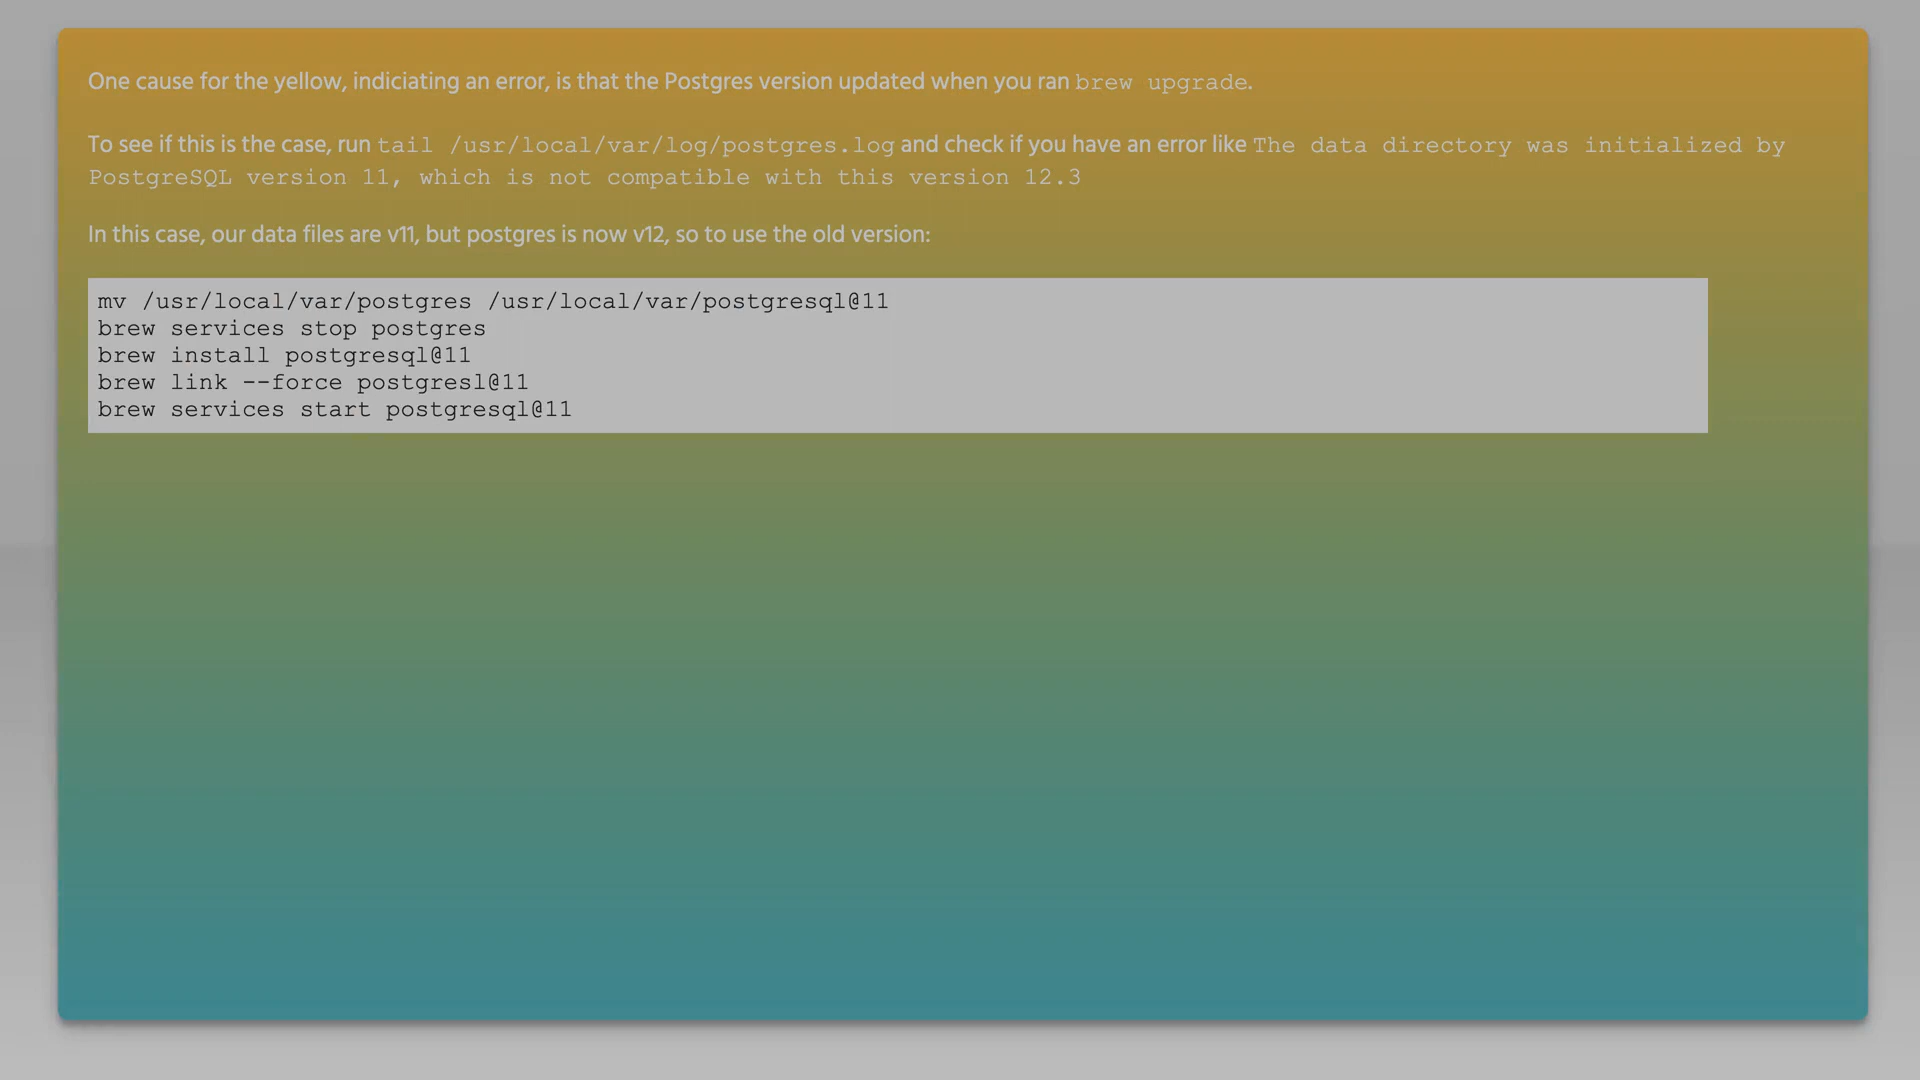 One cause for the yellow, indiciating an error, is that the Postgres version updated when you ran brew upgrade.
To see if this is the case, run tail /usr/local/var/log/postgres.log and check if you have an error like The data directory was initialized by
PostgreSQL version 11, which is not compatible with this version 12.3
In this case, our data files are v11, but postgres is now v12, so to use the old version:
mv /usr/local/var/postgres /usr/local/var/postgresql@11
brew services stop postgres
brew install postgresql@11
brew link --force postgresl@11
brew services start postgresql@11